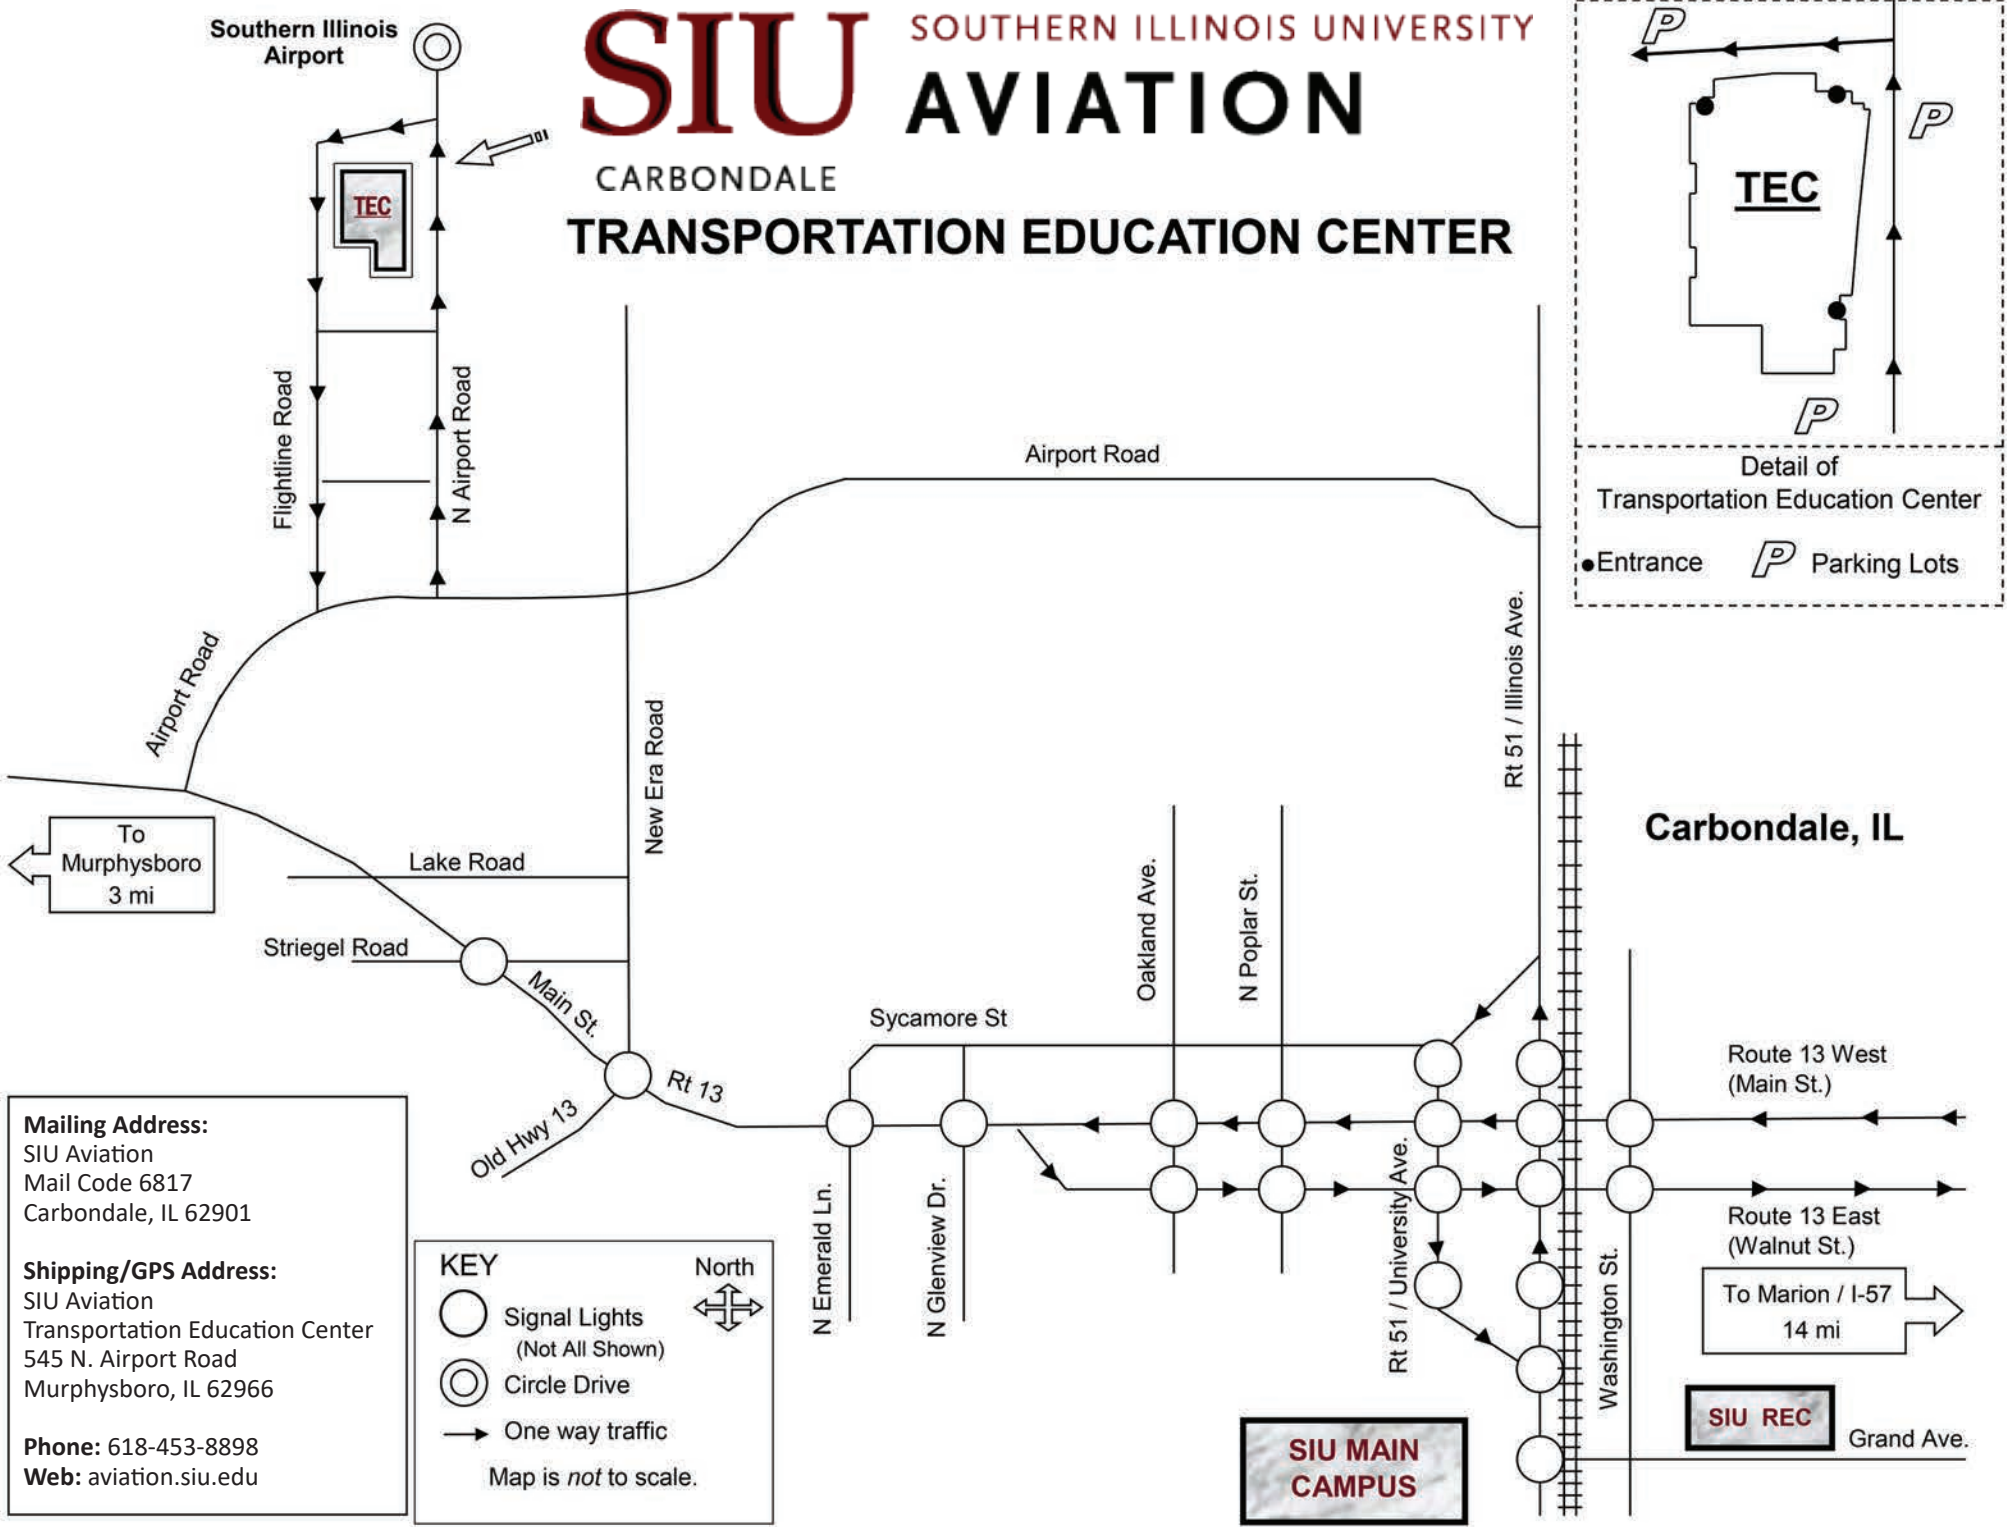 Southern Illinois
Airport
SIU
CARBONDALE
SOUTHERN ILLINOIS UNIVERSITY
AVIATION
TRANSPORTATION EDUCATION CENTER
TEC
Flightline Road
N Airport Road
P
P
TEC
P
Detail of
Transportation Education Center
Entrance
P Parking Lots
Airport Road
Airport Road
New Era Road
Rt 51 / Illinois Ave.
Carbondale, IL
To
Murphysboro
3 mi
Lake Road
Striegel Road
Main St.
Rt 13
Old Hwy 13
Sycamore St
Oakland Ave.
N Poplar St.
N Emerald Ln.
N Glenview Dr.
Rt 51 / University Ave.
Washington St.
Route 13 West
(Main St.)
Route 13 East
(Walnut St.)
To Marion / I-57
14 mi
SIU REC
Grand Ave.
SIU MAIN
CAMPUS
Mailing Address:
SIU Aviation
Mail Code 6817
Carbondale, IL 62901
Shipping/GPS Address:
SIU Aviation
Transportation Education Center
545 N. Airport Road
Murphysboro, IL 62966
Phone: 618-453-8898
Web: aviation.siu.edu
KEY
North
Signal Lights
(Not All Shown)
Circle Drive
One way traffic
Map is not to scale.